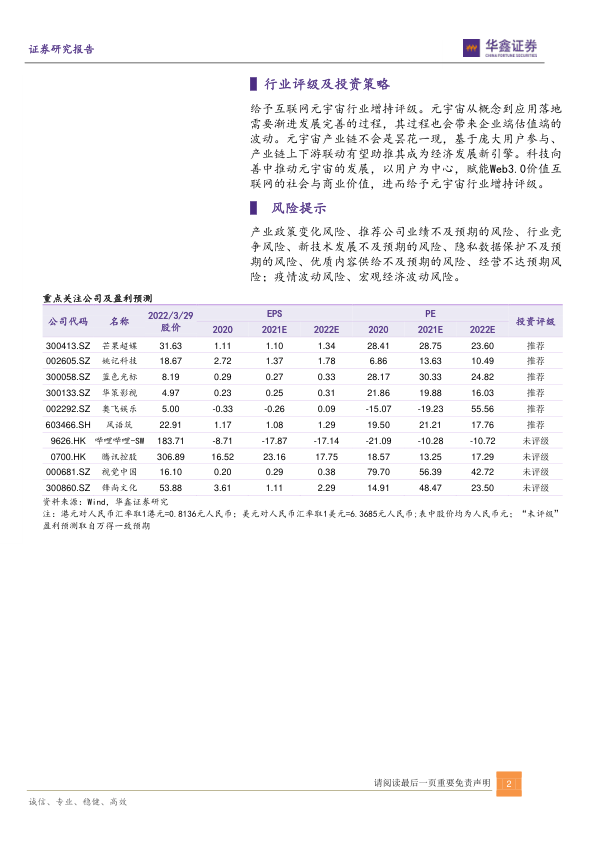 证券研究报告
华鑫证券
CHINA FORTUNE SECURITIES
行业评级及投资策略
给予互联网元宇宙行业增持评级。元宇宙从概念到应用落地
需要渐进发展完善的过程，其过程也会带来企业端估值端的
波动。元宇宙产业链不会是昙花一现，基于庞大用户参与、
产业链上下游联动有望助推其成为经济发展新引擎。科技向
善中推动元宇宙的发展，以用户为中心，赋能Web3.0价值互
联网的社会与商业价值，进而给予元宇宙行业增持评级。
风险提示
产业政策变化风险、推荐公司业绩不及预期的风险、行业竞
争风险、新技术发展不及预期的风险、隐私数据保护不及预
期的风险、优质内容供给不及预期的风险、经营不达预期风
险；疫情波动风险、宏观经济波动风险。
重点关注公司及盈利预测
公司代码 名称 2022/3/29 股价 EPS PE 投资评级
2020 2021E 2022E 2020 2021E 2022E
300413.SZ 芒果超媒 31.63 1.11 1.10 1.34 28.41 28.75 23.60 推荐
002605.SZ 姚记科技 18.67 2.72 1.37 1.78 6.86 13.63 10.49 推荐
300058.SZ 蓝色光标 8.19 0.29 0.27 0.33 28.17 30.33 24.82 推荐
300133.SZ 华策影视 4.97 0.23 0.25 0.31 21.86 19.88 16.03 推荐
002292.SZ 奥飞娱乐 5.00 -0.33 -0.26 0.09 -15.07 -19.23 55.56 推荐
603466.SH 风语筑 22.91 1.17 1.08 1.29 19.50 21.21 17.76 推荐
9626.HK 哔哩哔哩-SW 183.71 -8.71 -17.87 -17.14 -21.09 -10.28 -10.72 未评级
0700.HK 腾讯控股 306.89 16.52 23.16 17.75 18.57 13.25 17.29 未评级
000681.SZ 视觉中国 16.10 0.20 0.29 0.38 79.70 56.39 42.72 未评级
300860.SZ 锋尚文化 53.88 3.61 1.11 2.29 14.91 48.47 23.50 未评级
资料来源：Wind，华鑫证券研究
注：港元对人民币汇率取1港元=0.8136元人民币；美元对人民币汇率取1美元=6.3685元人民币;表中股价均为人民币元；“未评级”
盈利预测取自万得一致预期
请阅读最后一页重要免责声明 2
诚信、专业、稳健、高效